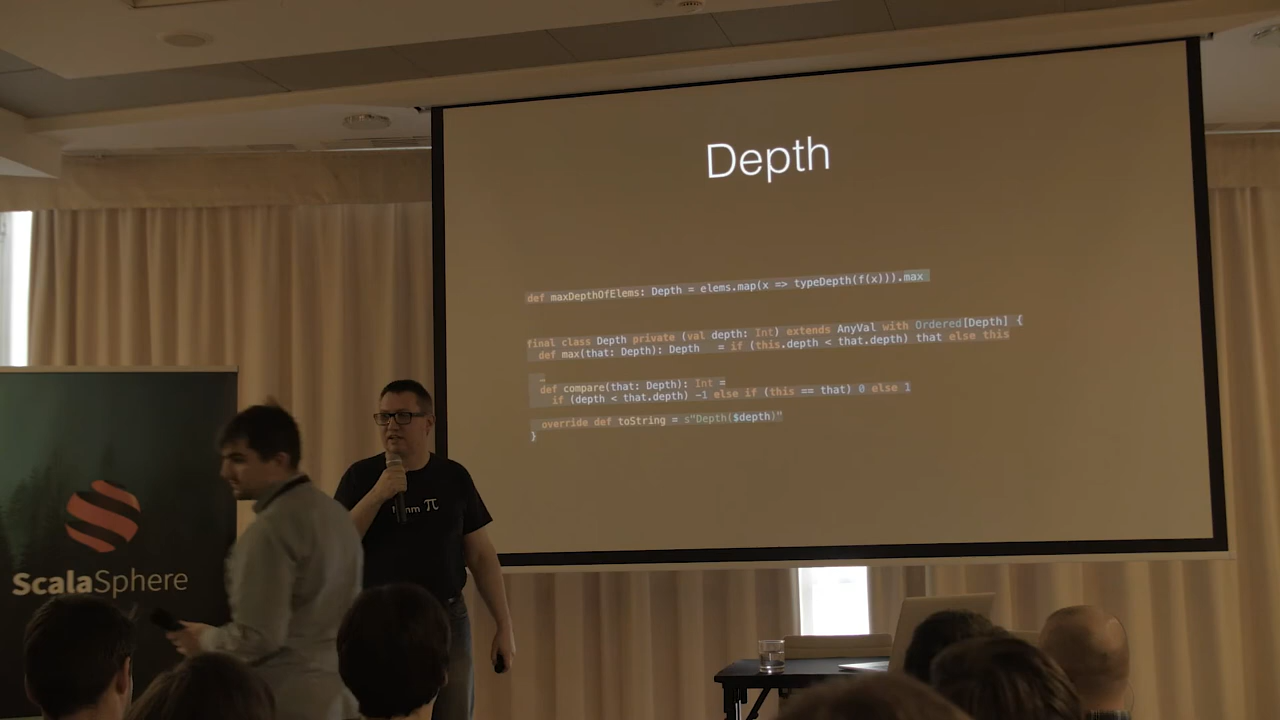 Depth
def maxDepthOfElems: Depth = elems.map(x => typeDepth(f(x))).max
final class Depth private (val depth: Int) extends AnyVal with Ordered[Depth] {
def max(that: Depth): Depth = if (this.depth < that.depth) that else this
…
def compare(that: Depth): Int =
if (depth < that.depth) -1 else if (this == that) 0 else 1
override def toString = s"Depth($depth)"
}
π
ScalaSphere